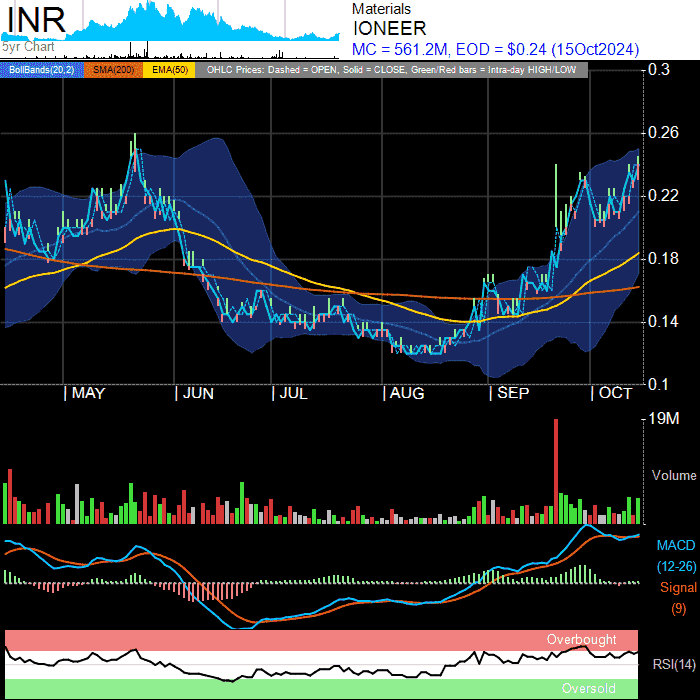 INR
5yr Chart
Materials
IONEER
MC = 561.2M, EOD = $0.24 (15Oct2024)
BollBands(20,2) SMA(200) EMA(50) OHLC Prices: Dashed = OPEN, Solid = CLOSE, Green/Red bars = Intra-day HIGH/LOW
0.3
0.26
0.22
0.18
0.14
0.1
| MAY | JUN | JUL | AUG | SEP | OCT
19M
Volume
MACD
(12-26)
Signal
(9)
Overbought
RSI(14)
Oversold